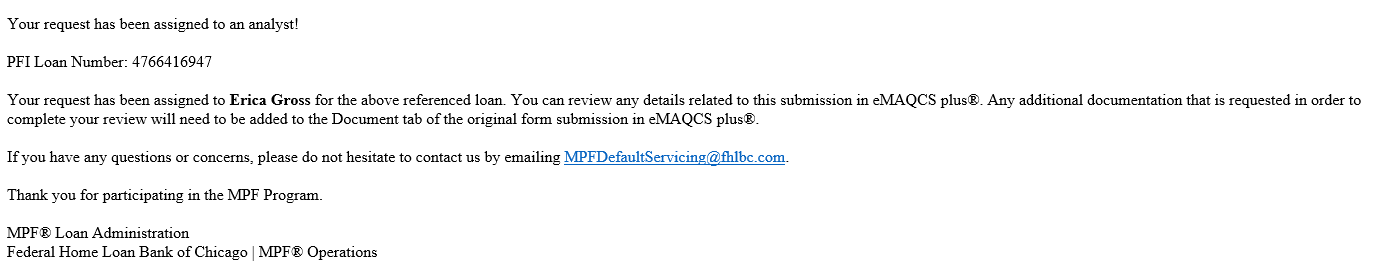 Your request has been assigned to an analyst!
PFI Loan Number: 4766416947
Your request has been assigned to Erica Gross for the above referenced loan. You can review any details related to this submission in eMAQCS plus®. Any additional documentation that is requested in order to
complete your review will need to be added to the Document tab of the original form submission in eMAQCS plus®.
If you have any questions or concerns, please do not hesitate to contact us by emailing MPFDefaultServicing@fhlbc.com.
Thank you for participating in the MPF Program.
MPF® Loan Administration
Federal Home Loan Bank of Chicago | MPF® Operations